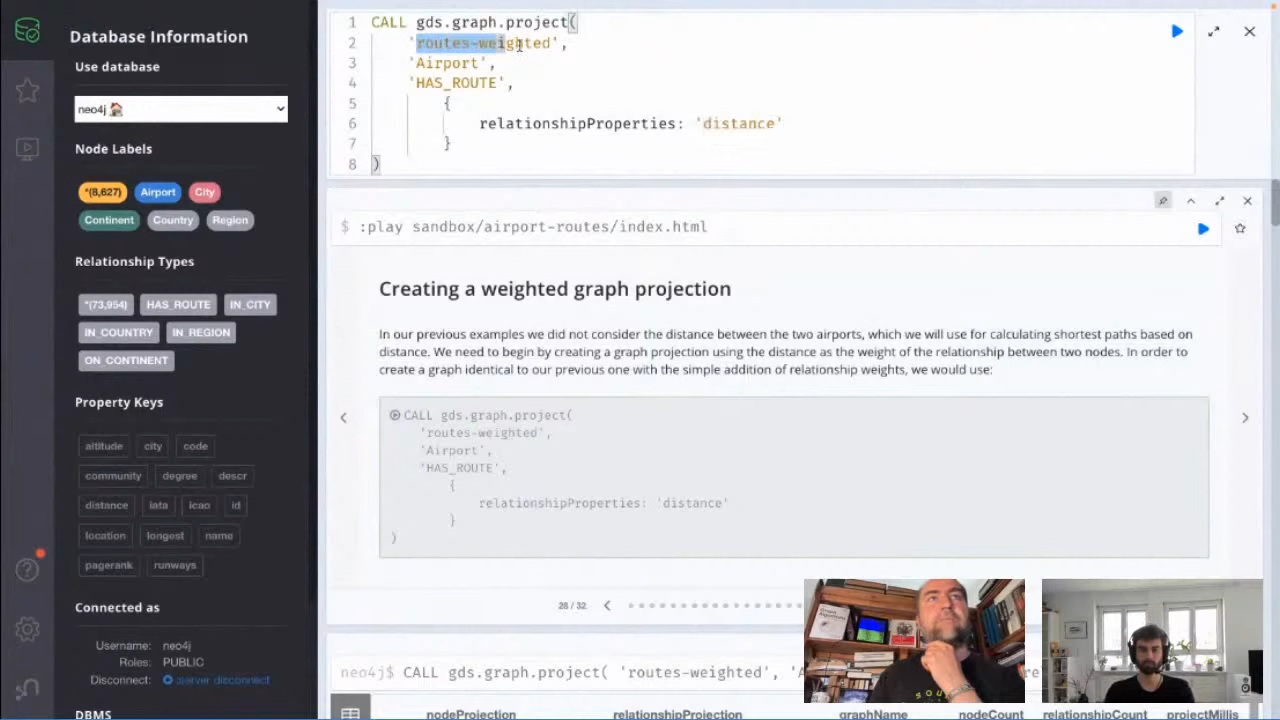 Database Information
Use database
neo4j
Node Labels
*(8,627)
Airport
City
Continent
Country
Region
Relationship Types
*(73,954)
HAS_ROUTE
IN_CITY
IN_COUNTRY
IN_REGION
ON_CONTINENT
Property Keys
altitude
city
code
community
degree
descr
distance
iata
icao
id
location
longest
name
pagerank
runways
Connected as
Username: neo4j
Roles: PUBLIC
Disconnect: :server disconnect
DBMS
1 CALL gds.graph.project(
2 'routes-weighted',
3 'Airport',
4 'HAS_ROUTE',
5 {
6 relationshipProperties: 'distance'
7 }
8 )
$ :play sandbox/airport-routes/index.html
Creating a weighted graph projection
In our previous examples we did not consider the distance between the two airports, which we will use for calculating shortest paths based on
distance. We need to begin by creating a graph projection using the distance as the weight of the relationship between two nodes. In order to
create a graph identical to our previous one with the simple addition of relationship weights, we would use:
CALL gds.graph.project(
'routes-weighted',
'Airport',
'HAS_ROUTE',
{
relationshipProperties: 'distance'
}
)
28 / 32
neo4j$ CALL gds.graph.project( 'routes-weighted',
nodeProjection
relationshipProjection
graphName
nodeCount
relationshipCount
projectMillis